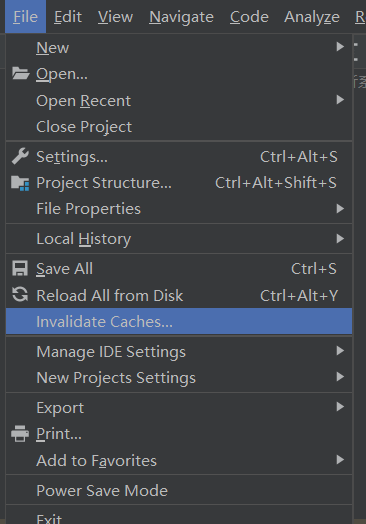 File Edit View Navigate Code Analyze R
New
Open...
Open Recent
Close Project
Settings... Ctrl+Alt+S
Project Structure... Ctrl+Alt+Shift+S
File Properties
Local History
Save All Ctrl+S
Reload All from Disk Ctrl+Alt+Y
Invalidate Caches...
Manage IDE Settings
New Projects Settings
Export
Print...
Add to Favorites
Power Save Mode
Exit